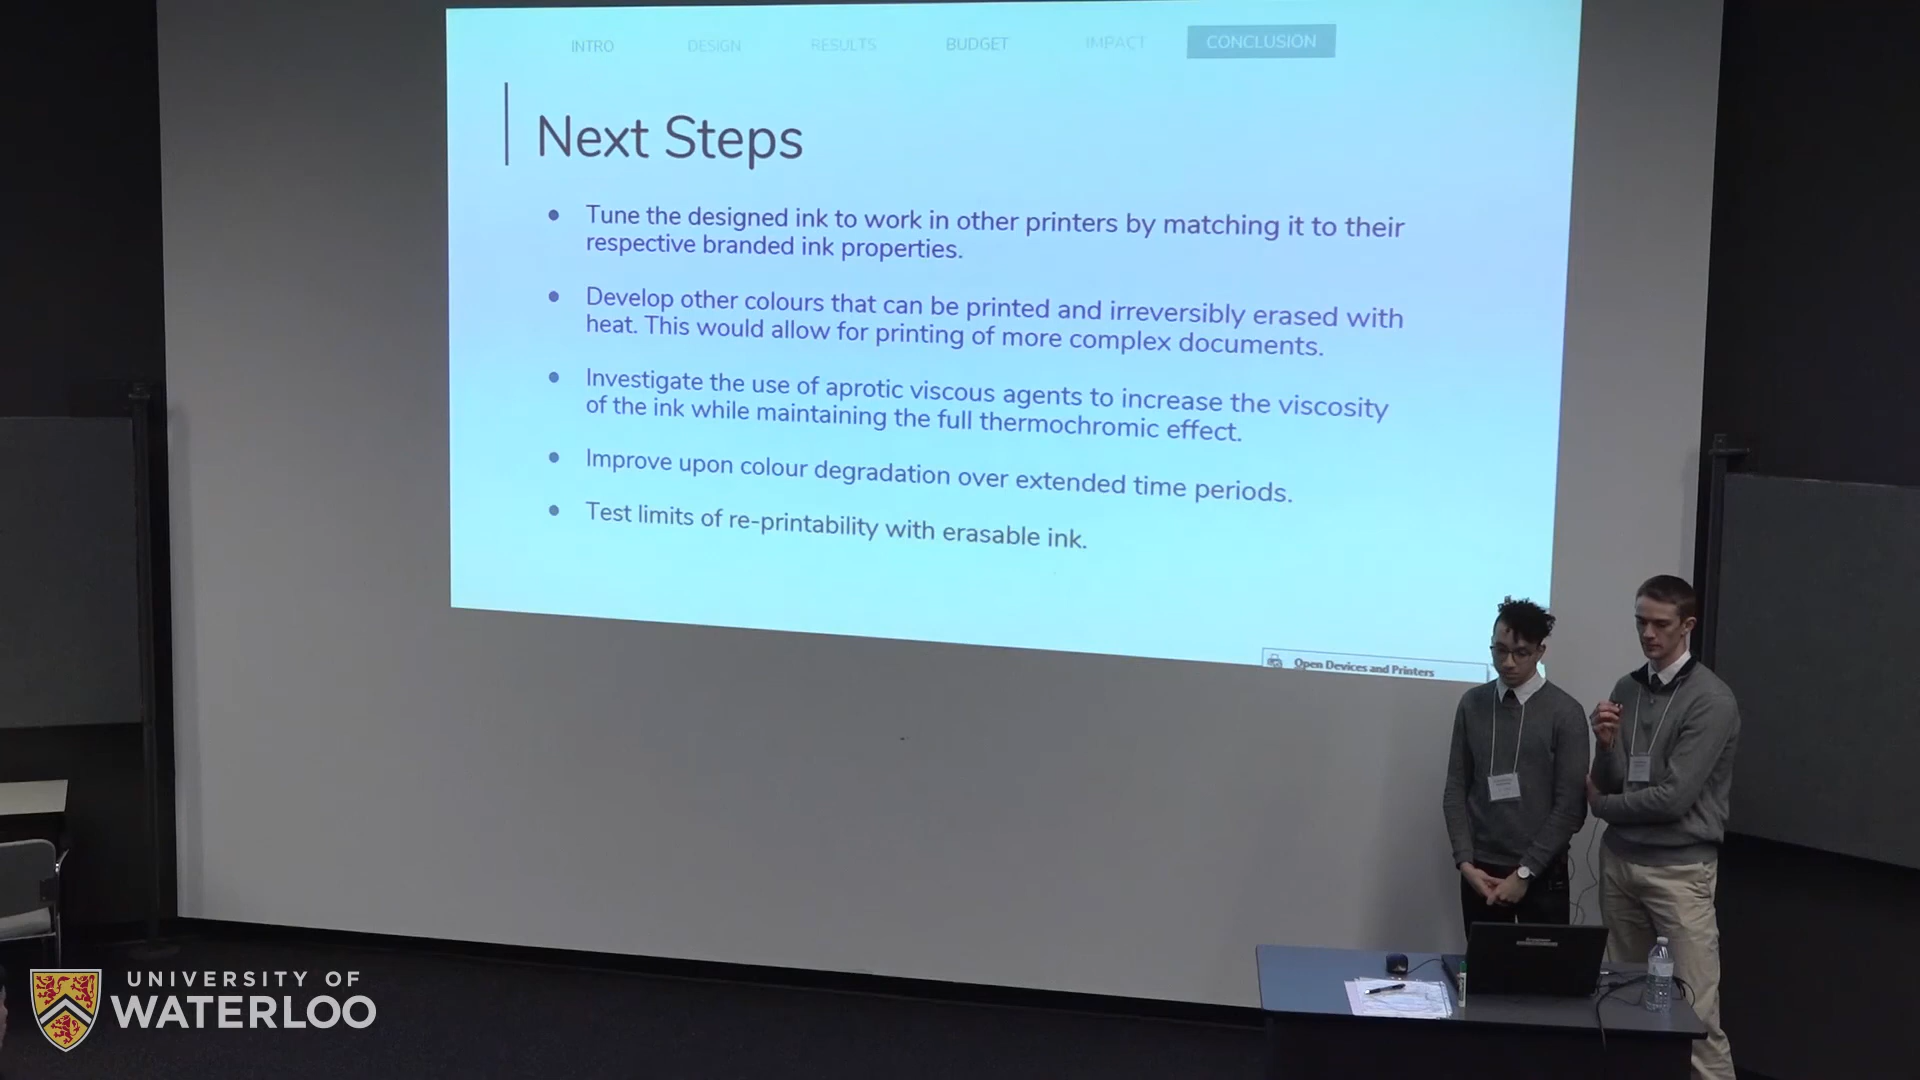 INTRO DESIGN RESULTS BUDGET IMPACT CONCLUSION
Next Steps
• Tune the designed ink to work in other printers by matching it to their
respective branded ink properties.
• Develop other colours that can be printed and irreversibly erased with
heat. This would allow for printing of more complex documents.
• Investigate the use of aprotic viscous agents to increase the viscosity
of the ink while maintaining the full thermochromic effect.
• Improve upon colour degradation over extended time periods.
• Test limits of re-printability with erasable ink.
Open Devices and Printers
UNIVERSITY OF
WATERLOO